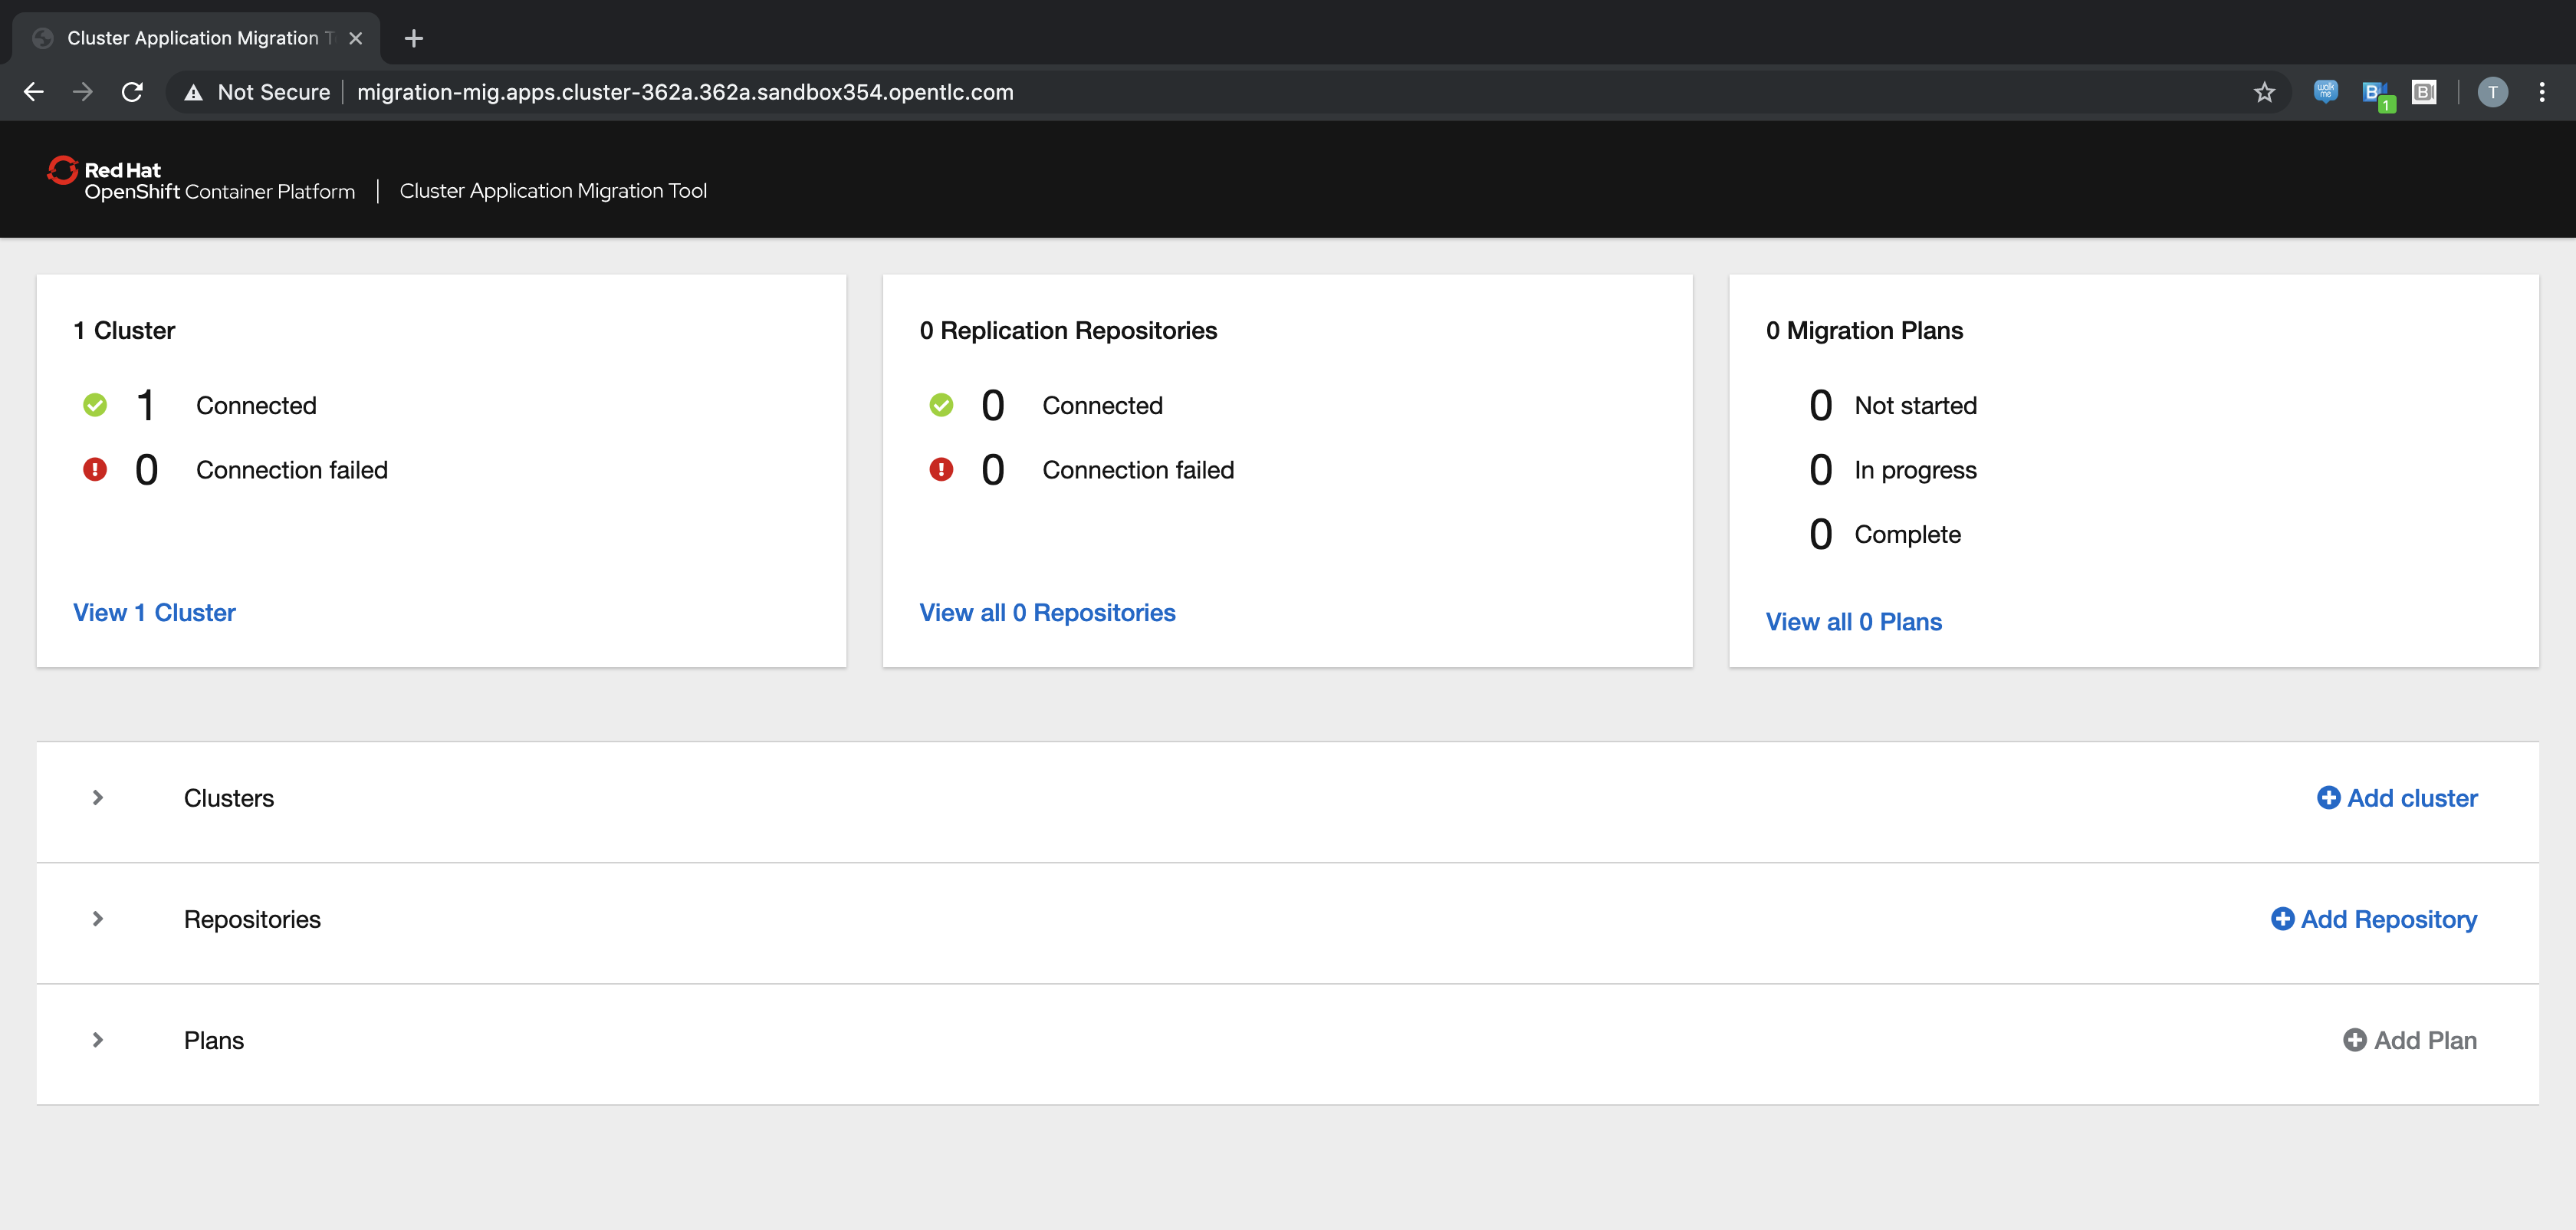 Cluster Application Migration T
Not Secure
migration-mig.apps.cluster-362a.362a.sandbox354.opentlc.com
walk
me
B
1
B
T
Red Hat
OpenShift Container Platform
Cluster Application Migration Tool
1 Cluster
1 Connected
0 Connection failed
View 1 Cluster
0 Replication Repositories
0 Connected
0 Connection failed
View all 0 Repositories
0 Migration Plans
0 Not started
0 In progress
0 Complete
View all 0 Plans
Clusters
Add cluster
Repositories
Add Repository
Plans
Add Plan